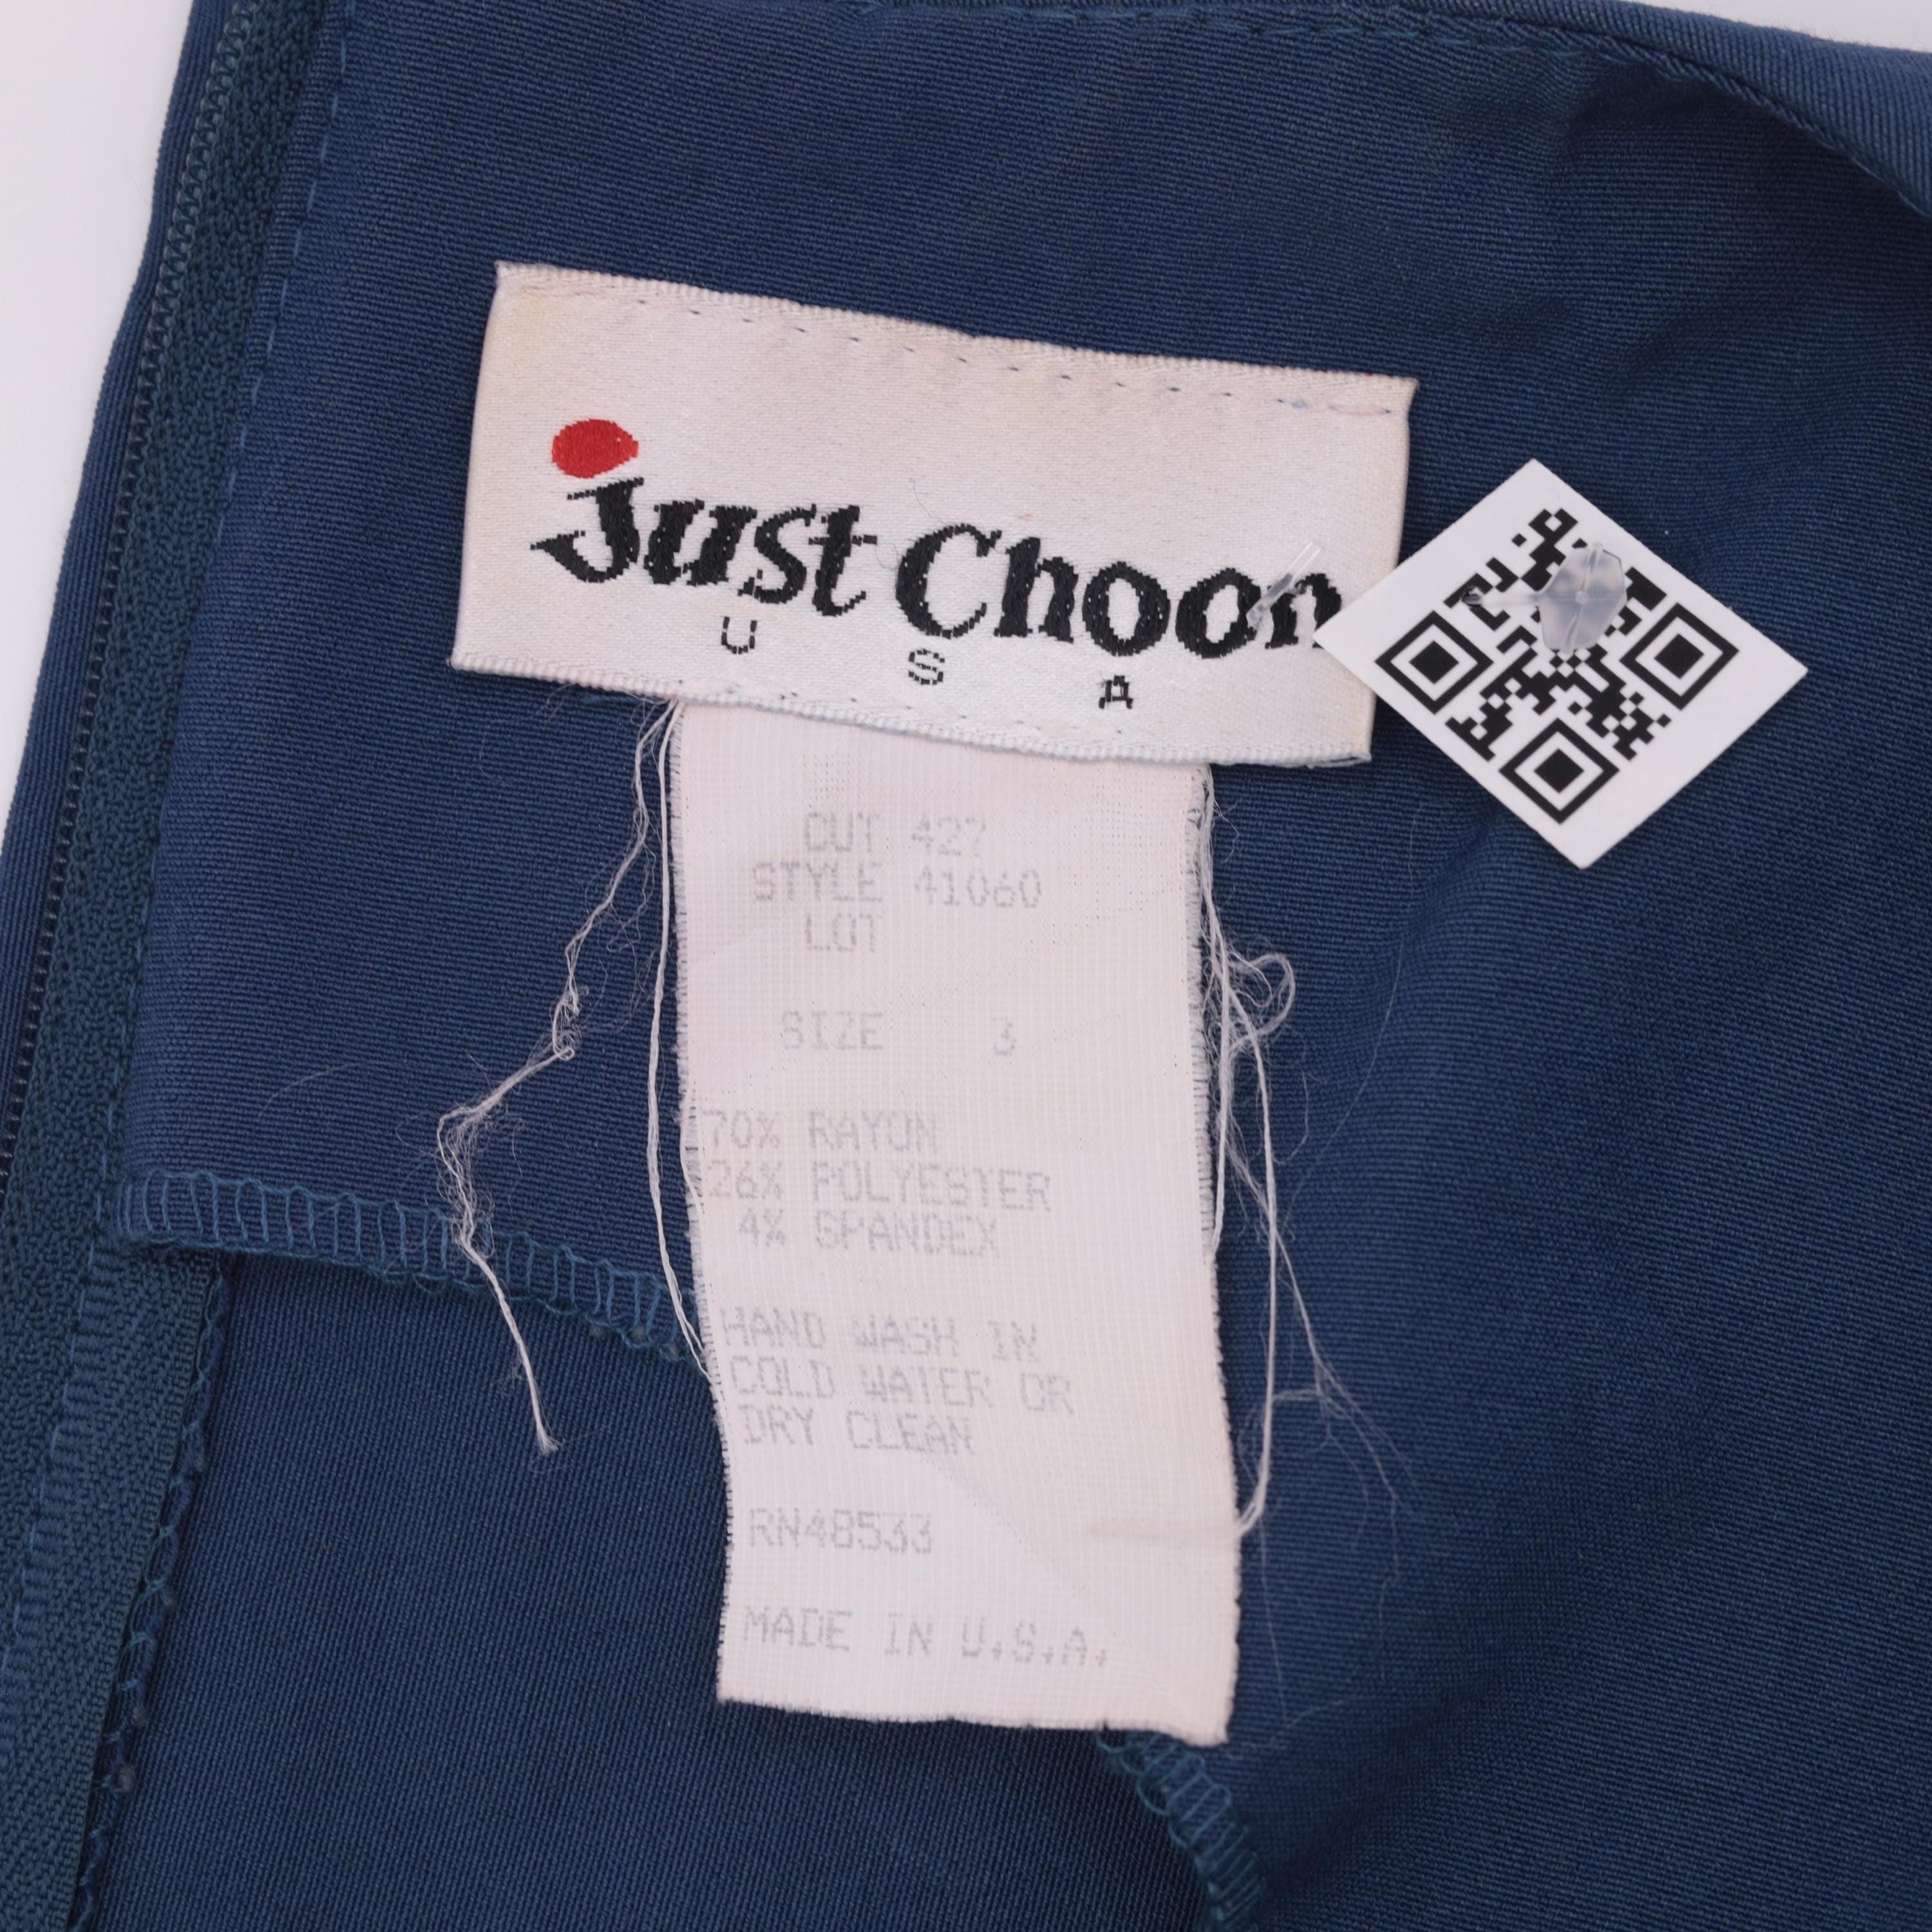 Just Choon
U S A
CUT 427
STYLE 41060
LOT
SIZE 3
70% RAYON
26% POLYESTER
4% SPANDEX
HAND WASH IN
COLD WATER OR
DRY CLEAN
RN48533
MADE IN U.S.A.